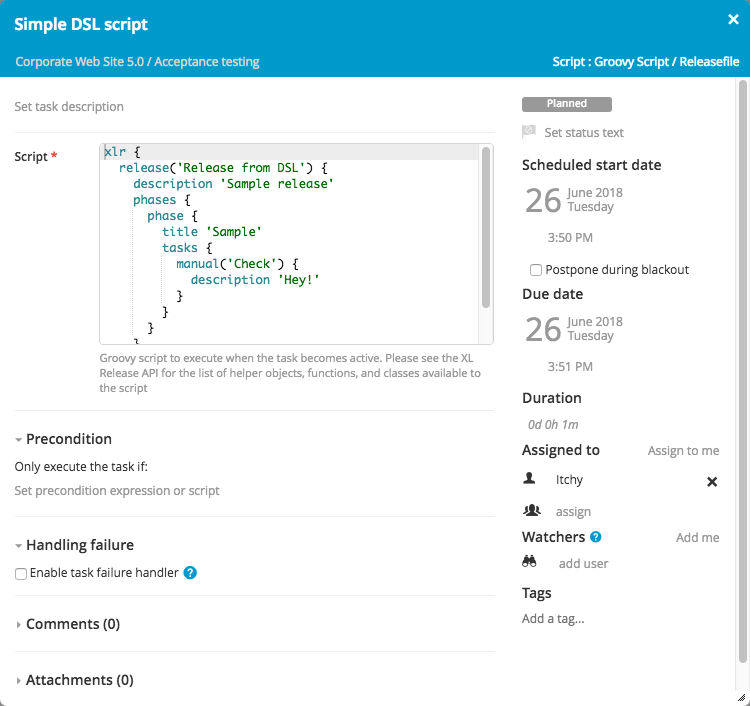 Simple DSL script
Corporate Web Site 5.0 / Acceptance testing
Script : Groovy Script / Releasefile
Set task description
Script *
xlr {
  release('Release from DSL') {
    description 'Sample release'
    phases {
      phase {
        title 'Sample'
        tasks {
          manual('Check') {
            description 'Hey!'
          }
        }
      }
    }
Groovy script to execute when the task becomes active. Please see the XL
Release API for the list of helper objects, functions, and classes available to
the script
Precondition
Only execute the task if:
Set precondition expression or script
Handling failure
Enable task failure handler ?
Comments (0)
Attachments (0)
Planned
Set status text
Scheduled start date
26 June 2018
Tuesday
3:50 PM
Postpone during blackout
Due date
26 June 2018
Tuesday
3:51 PM
Duration
0d 0h 1m
Assigned to Assign to me
Itchy
assign
Watchers ? Add me
add user
Tags
Add a tag...